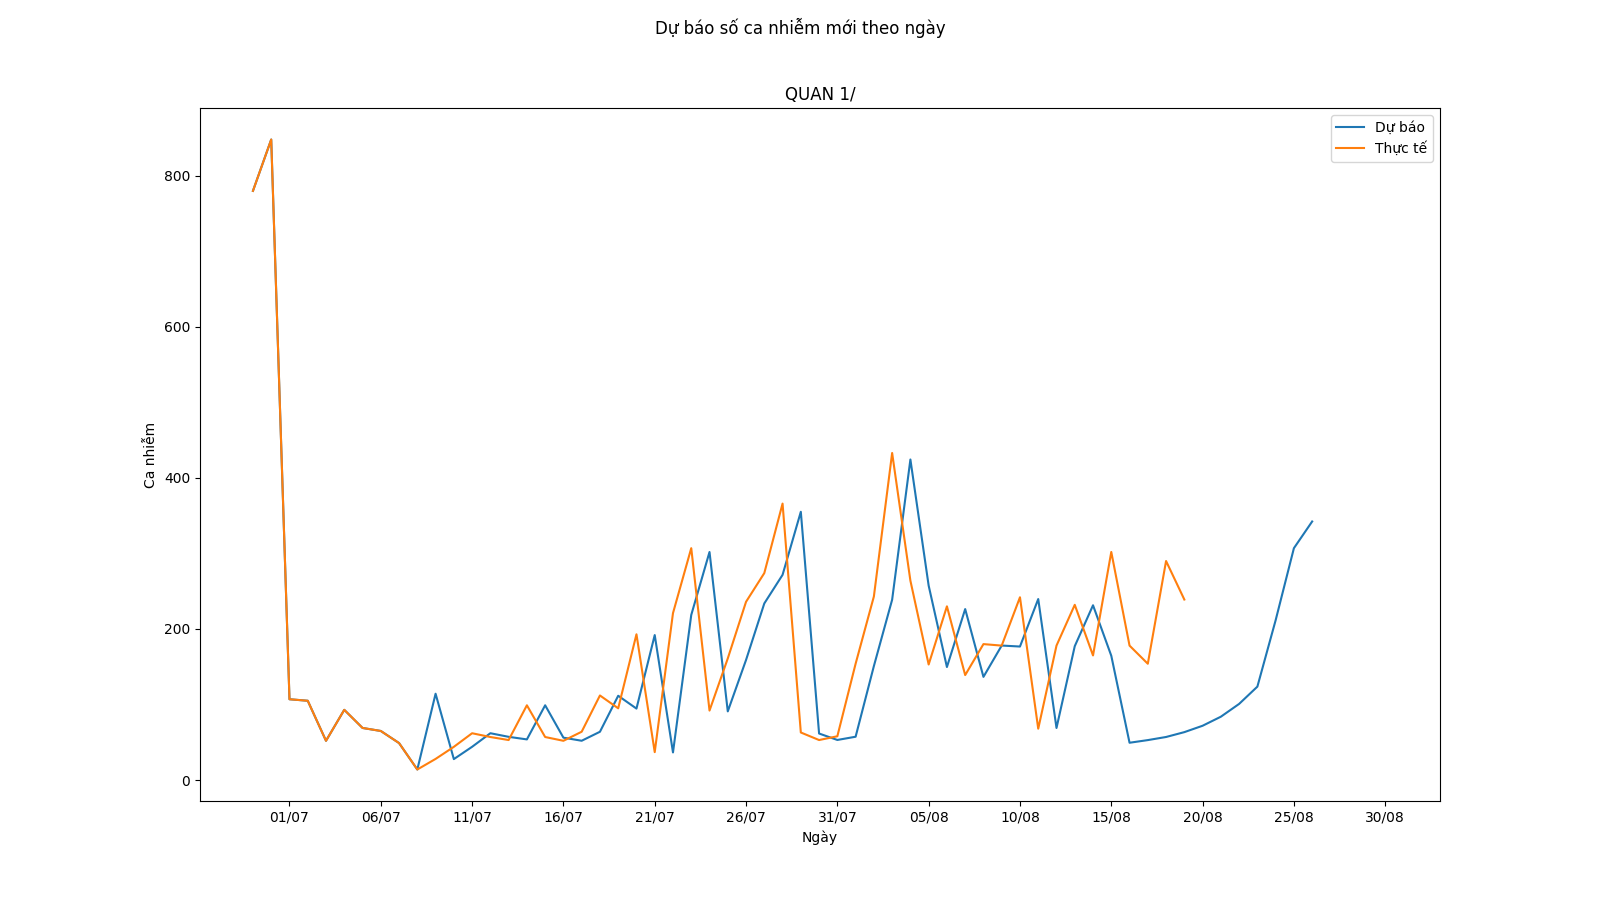 Dự báo số ca nhiễm mới theo ngày
QUAN 1/
Dự báo
Thực tế
800
600
400
200
0
Ca nhiễm
01/07 06/07 11/07 16/07 21/07 26/07 31/07 05/08 10/08 15/08 20/08 25/08 30/08
Ngày